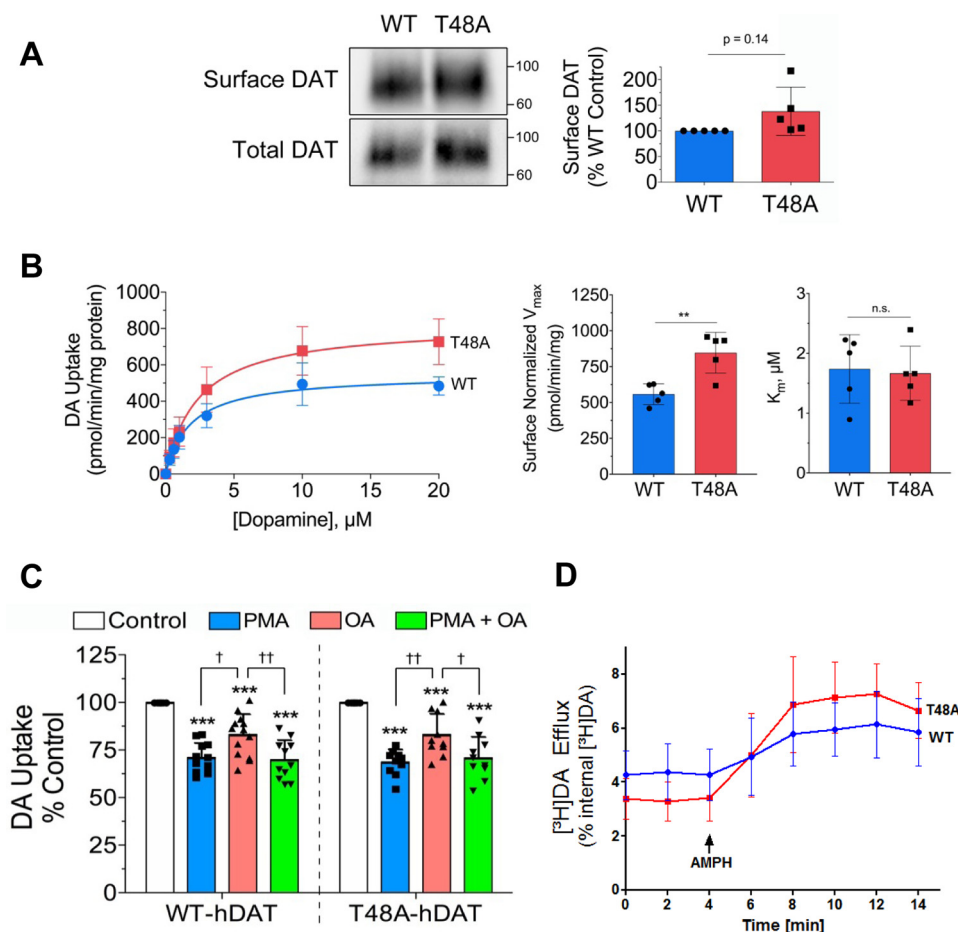 A
WT T48A
Surface DAT
100
60
Total DAT
100
60
Surface DAT
(% WT Control)
p = 0.14
200
150
100
50
0
WT T48A
B
DA Uptake
(pmol/min/mg protein)
1000
800
600
400
200
0
0 5 10 15 20
[Dopamine], µM
T48A
WT
Surface Normalized Vmax
(pmol/min/mg)
1250
1000
750
500
250
0
**
WT T48A
Km, µM
3
2
1
0
n.s.
WT T48A
C
Control PMA OA PMA + OA
DA Uptake
% Control
125
100
75
50
25
0
*** *** ***
† ††
*** *** ***
†† †
WT-hDAT T48A-hDAT
D
[³H]DA Efflux
(% internal [³H]DA)
8
6
4
2
0
T48A
WT
AMPH
0 2 4 6 8 10 12 14
Time [min]